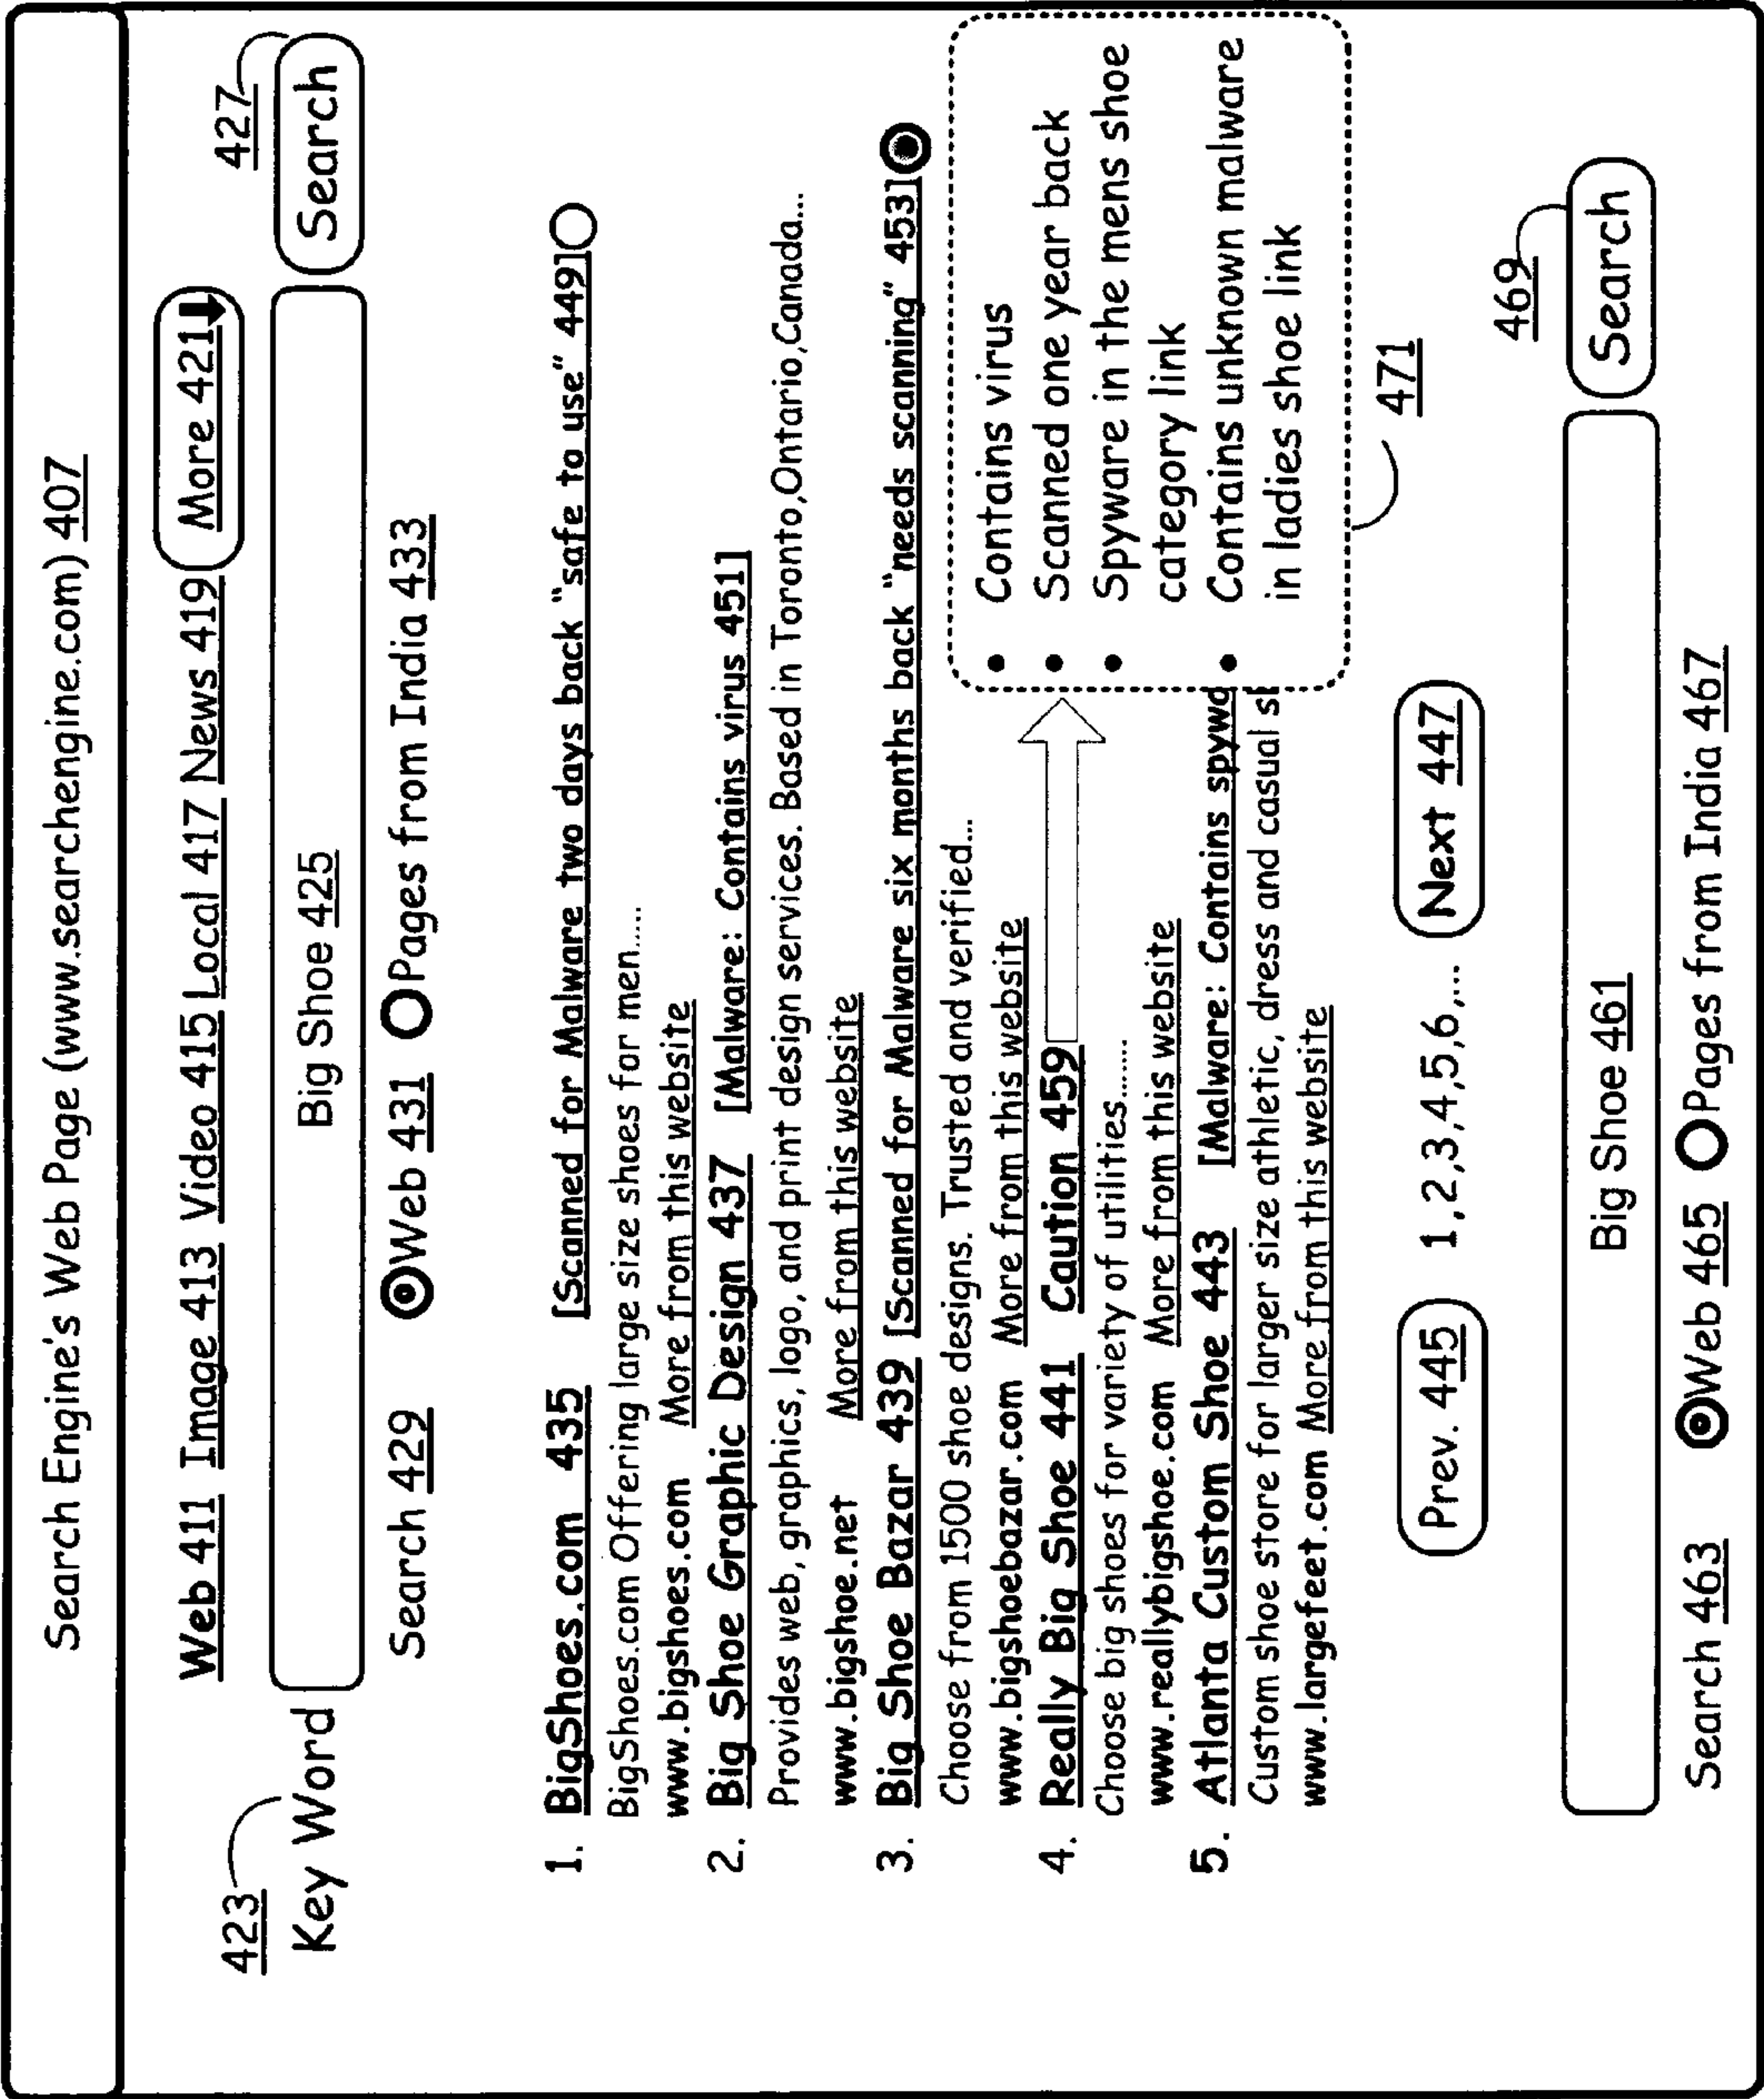 Search Engine's Web Page (www.searchengine.com) 407
Web 411 Image 413 Video 415 Local 417 News 419 More 421
423
427
Key Word Big Shoe 425 Search
Search 429 Web 431 Pages from India 433
1. BigShoes.com 435 [Scanned for Malware two days back "safe to use" 449]
BigShoes.com Offering large size shoes for men.....
www.bigshoes.com More from this website
2. Big Shoe Graphic Design 437 [Malware: Contains virus 451]
Provides web, graphics, logo, and print design services. Based in Toronto,Ontario,Canada...
www.bigshoe.net More from this website
3. Big Shoe Bazar 439 [Scanned for Malware six months back "needs scanning" 453]
Choose from 1500 shoe designs. Trusted and verified...
www.bigshoebazar.com More from this website
4. Really Big Shoe 441 Caution 459
Choose big shoes for variety of utilities......
www.reallybigshoe.com More from this website
5. Atlanta Custom Shoe 443 [Malware: Contains spywa
Custom shoe store for larger size athletic, dress and casual s
www.largefeet.com More from this website
• Contains virus
• Scanned one year back
• Spyware in the mens shoe
category link
• Contains unknown malware
in ladies shoe link
471
Prev. 445 1,2,3,4,5,6,... Next 447
469
Big Shoe 461 Search
Search 463 Web 465 Pages from India 467